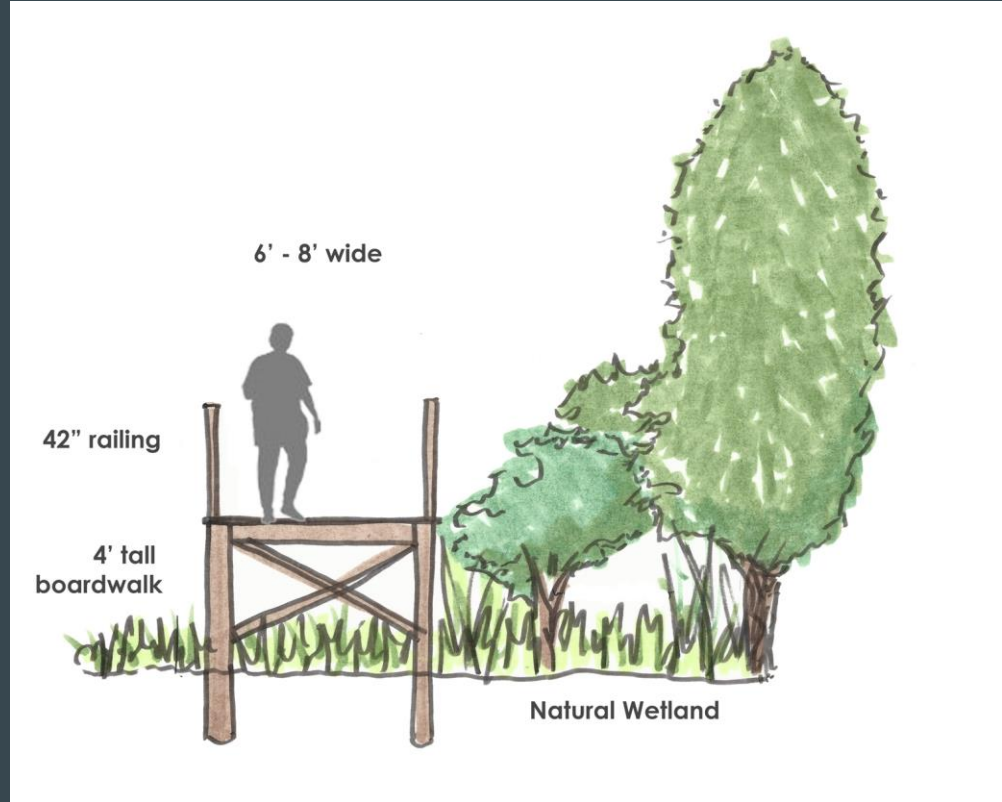 6’ - 8’ wide
42” railing
4’ tall
boardwalk
Natural Wetland